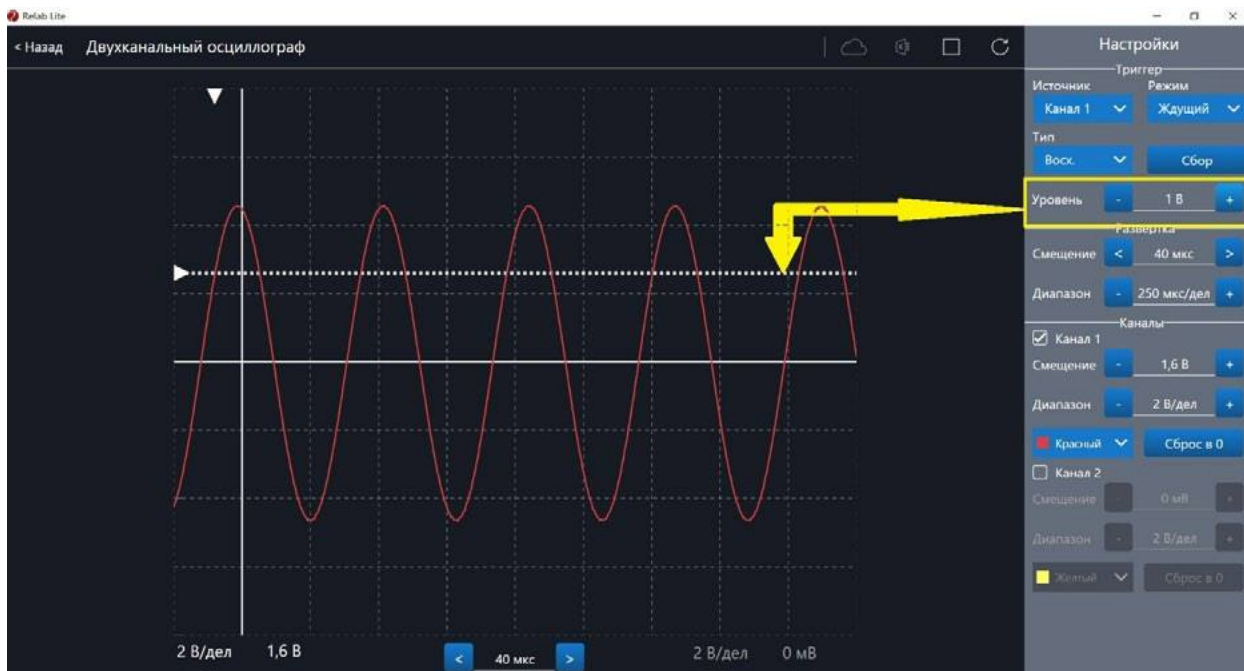 Relab Lite
< Назад Двухканальный осциллограф
Настройки
Триггер
Источник Режим
Канал 1 Ждущий
Тип
Восх. Сбор
Уровень - 1 В +
Развертка
Смещение < 40 мкс >
Диапазон - 250 мкс/дел +
Каналы
Канал 1
Смещение - 1,6 В +
Диапазон - 2 В/дел +
Красный Сброс в 0
Канал 2
Смещение - 0 мВ +
Диапазон - 2 В/дел +
Желтый Сброс в 0
2 В/дел 1,6 В < 40 мкс > 2 В/дел 0 мВ